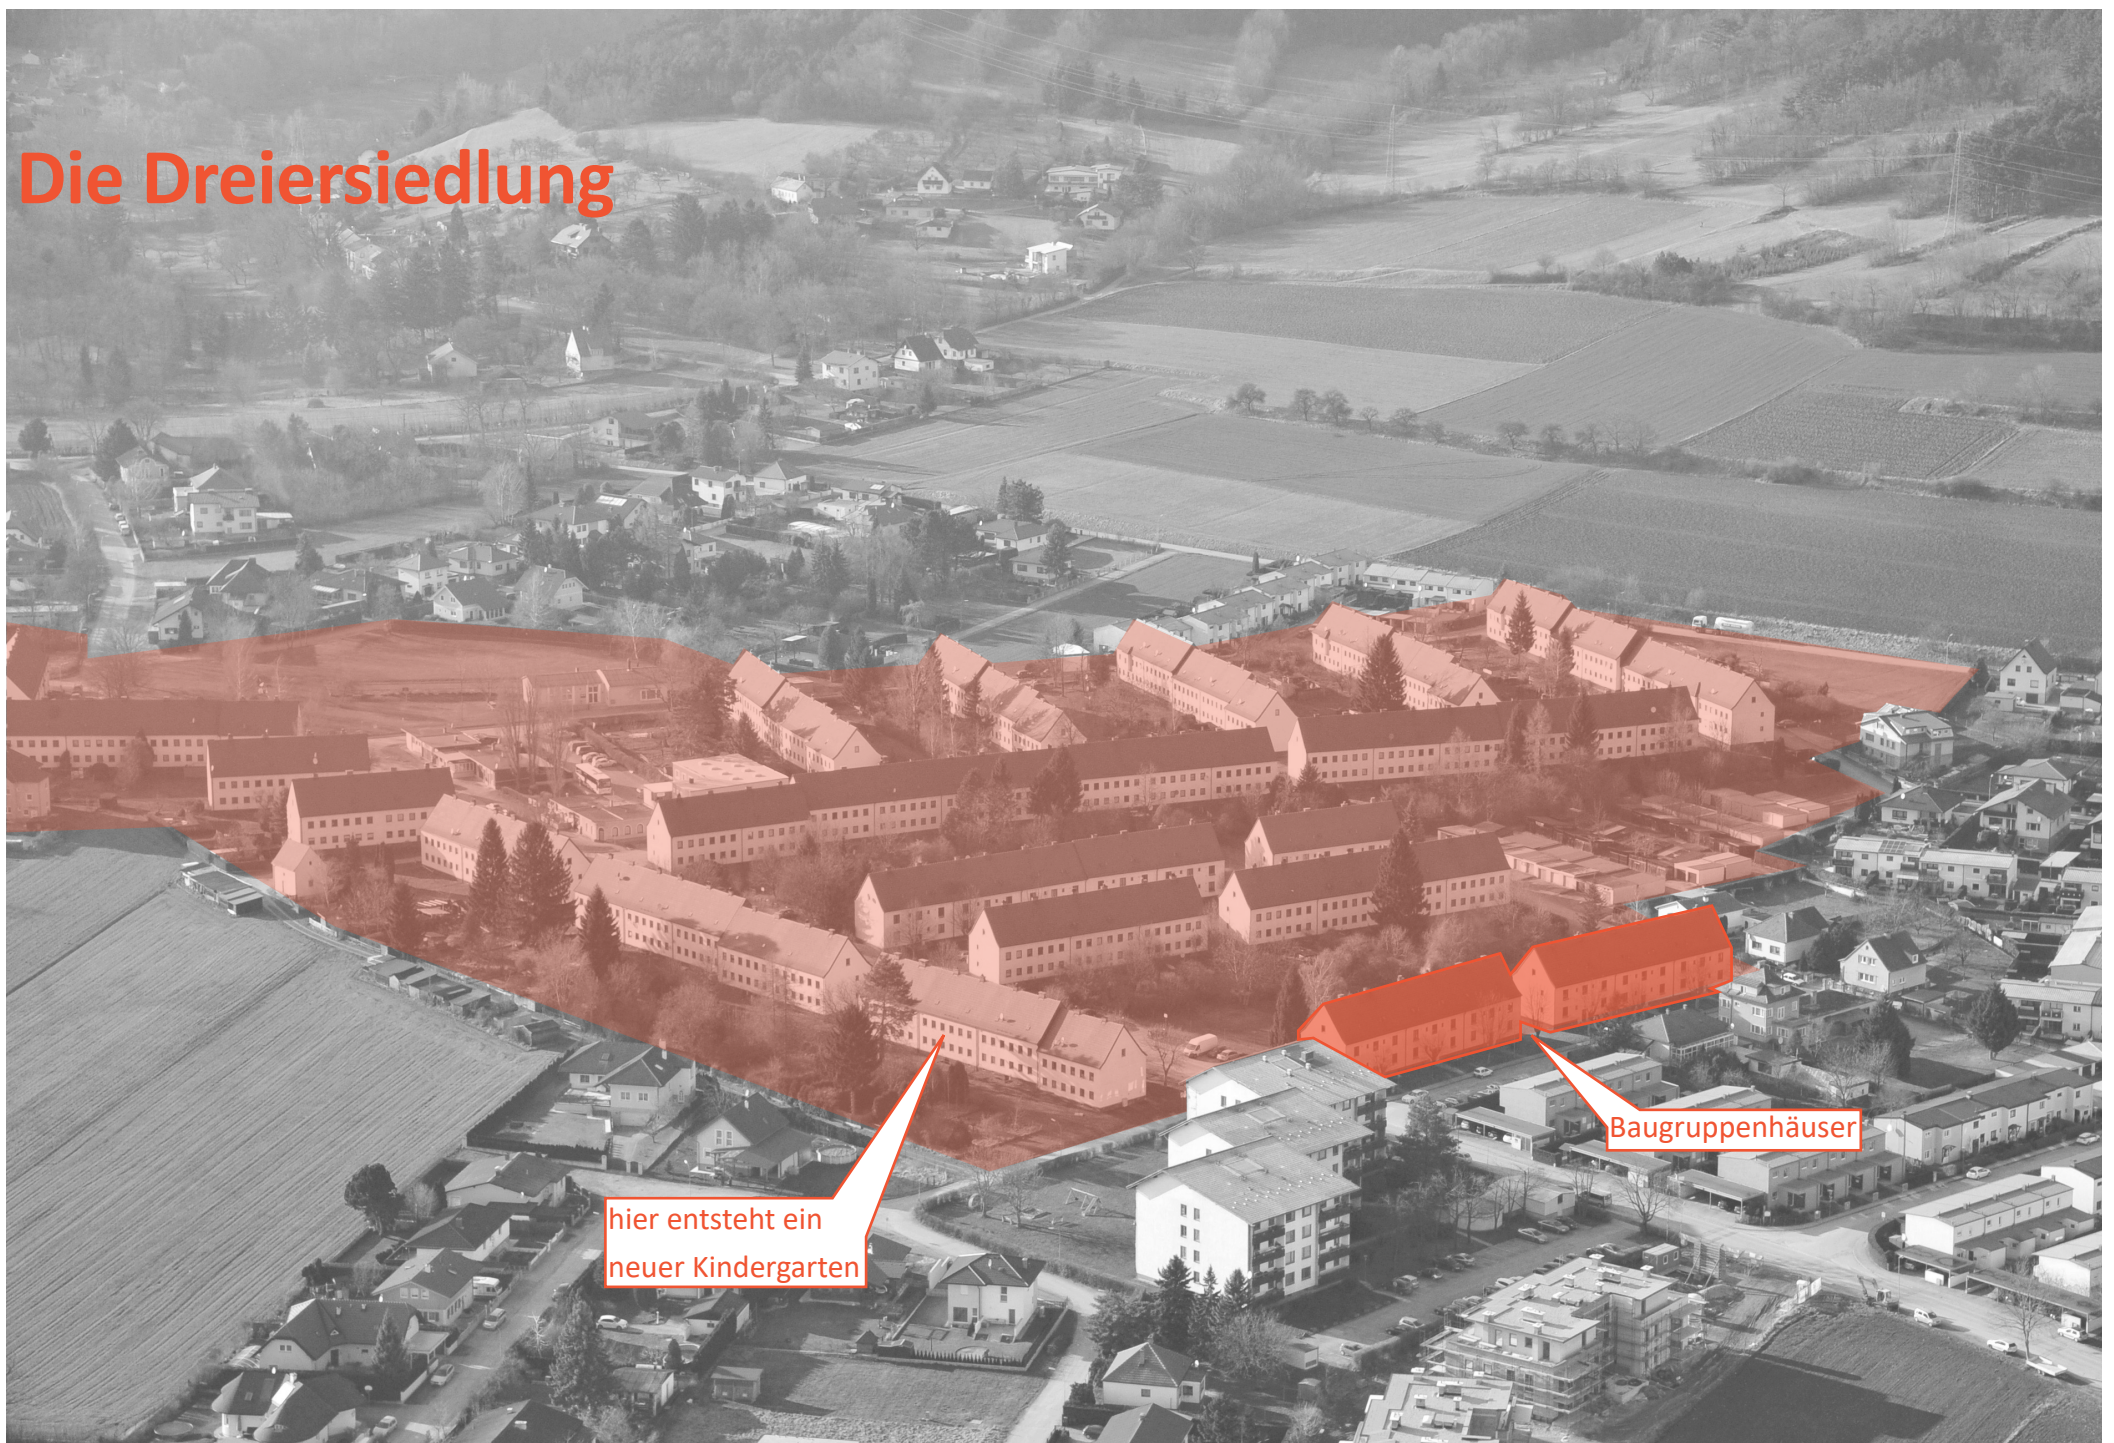 Die Dreiersiedlung
Baugruppenhäuser
hier entsteht ein
neuer Kindergarten